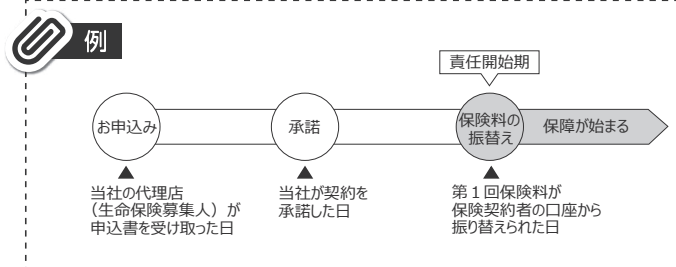 例
責任開始期
お申込み
承諾
保険料の
振替え
保障が始まる
当社の代理店
（生命保険募集人）が
申込書を受け取った日
当社が契約を
承諾した日
第１回保険料が
保険契約者の口座から
振り替えられた日